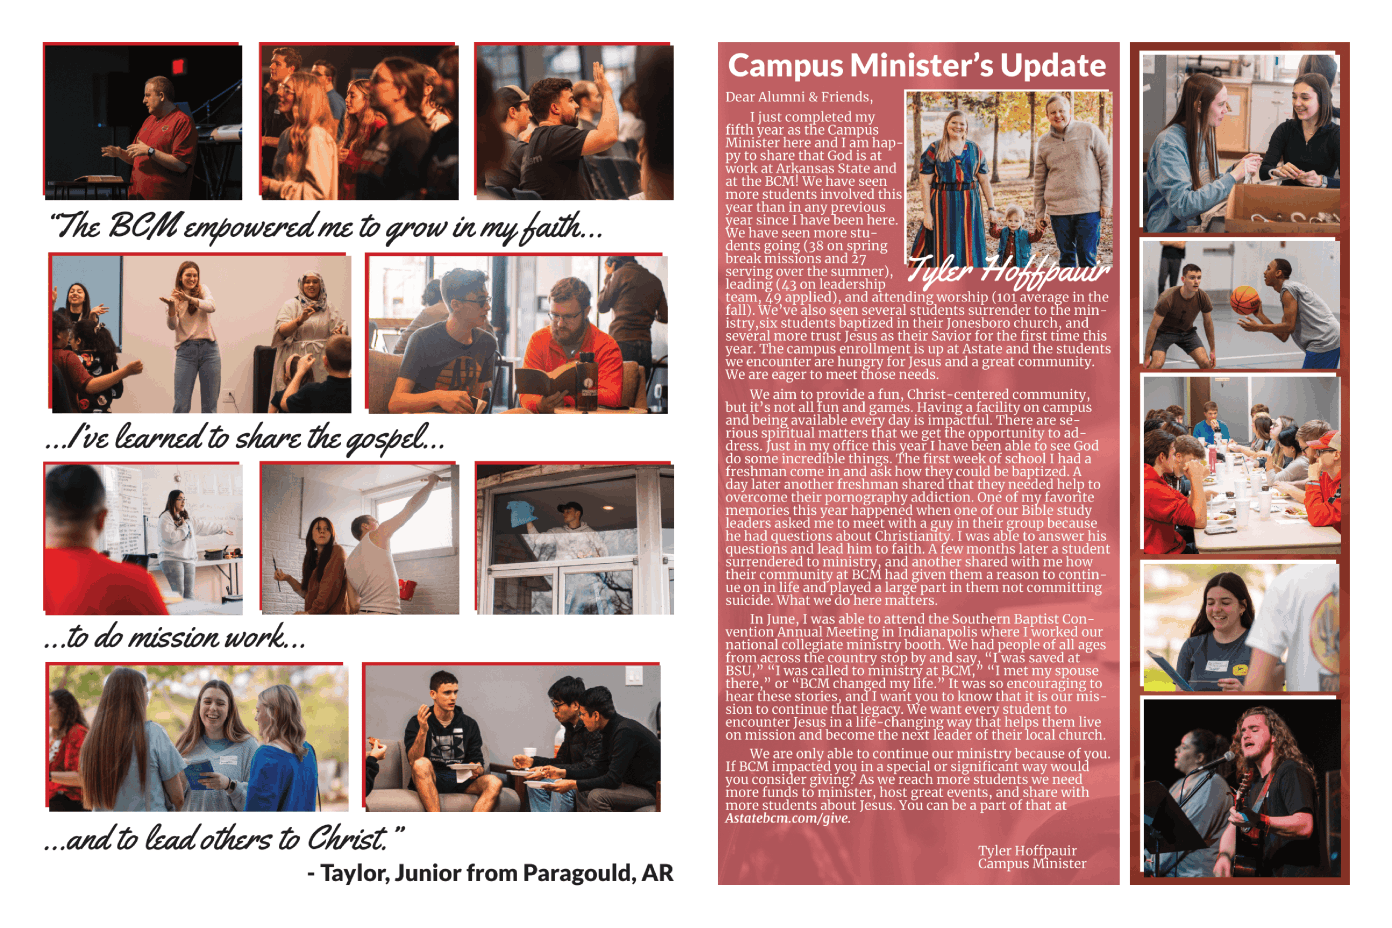 “The BCM empowered me to grow in my faith...
...I’ve learned to share the gospel...
...to do mission work...
...and to lead others to Christ.”
- Taylor, Junior from Paragould, AR
Campus Minister’s Update
Dear Alumni & Friends,
I just completed my
fifth year as the Campus
Minister here and I am hap-
py to share that God is at
work at Arkansas State and
at the BCM! We have seen
more students involved this
year than in any previous
year since I have been here.
We have seen more stu-
dents going (38 on spring
break missions and 27
serving over the summer),
leading (43 on leadership
team, 49 applied), and attending worship (101 average in the
fall). We’ve also seen several students surrender to the min-
istry,six students baptized in their Jonesboro church, and
several more trust Jesus as their Savior for the first time this
year. The campus enrollment is up at Astate and the students
we encounter are hungry for Jesus and a great community.
We are eager to meet those needs.
Tyler Hoffpauir
We aim to provide a fun, Christ-centered community,
but it’s not all fun and games. Having a facility on campus
and being available every day is impactful. There are se-
rious spiritual matters that we get the opportunity to ad-
dress. Just in my office this year I have been able to see God
do some incredible things. The first week of school I had a
freshman come in and ask how they could be baptized. A
day later another freshman shared that they needed help to
overcome their pornography addiction. One of my favorite
memories this year happened when one of our Bible study
leaders asked me to meet with a guy in their group because
he had questions about Christianity. I was able to answer his
questions and lead him to faith. A few months later a student
surrendered to ministry, and another shared with me how
their community at BCM had given them a reason to contin-
ue on in life and played a large part in them not committing
suicide. What we do here matters.
In June, I was able to attend the Southern Baptist Con-
vention Annual Meeting in Indianapolis where I worked our
national collegiate ministry booth. We had people of all ages
from across the country stop by and say, “I was saved at
BSU,” “I was called to ministry at BCM,” “I met my spouse
there,” or “BCM changed my life.” It was so encouraging to
hear these stories, and I want you to know that it is our mis-
sion to continue that legacy. We want every student to
encounter Jesus in a life-changing way that helps them live
on mission and become the next leader of their local church.
We are only able to continue our ministry because of you.
If BCM impacted you in a special or significant way would
you consider giving? As we reach more students we need
more funds to minister, host great events, and share with
more students about Jesus. You can be a part of that at
Astatebcm.com/give.
Tyler Hoffpauir
Campus Minister